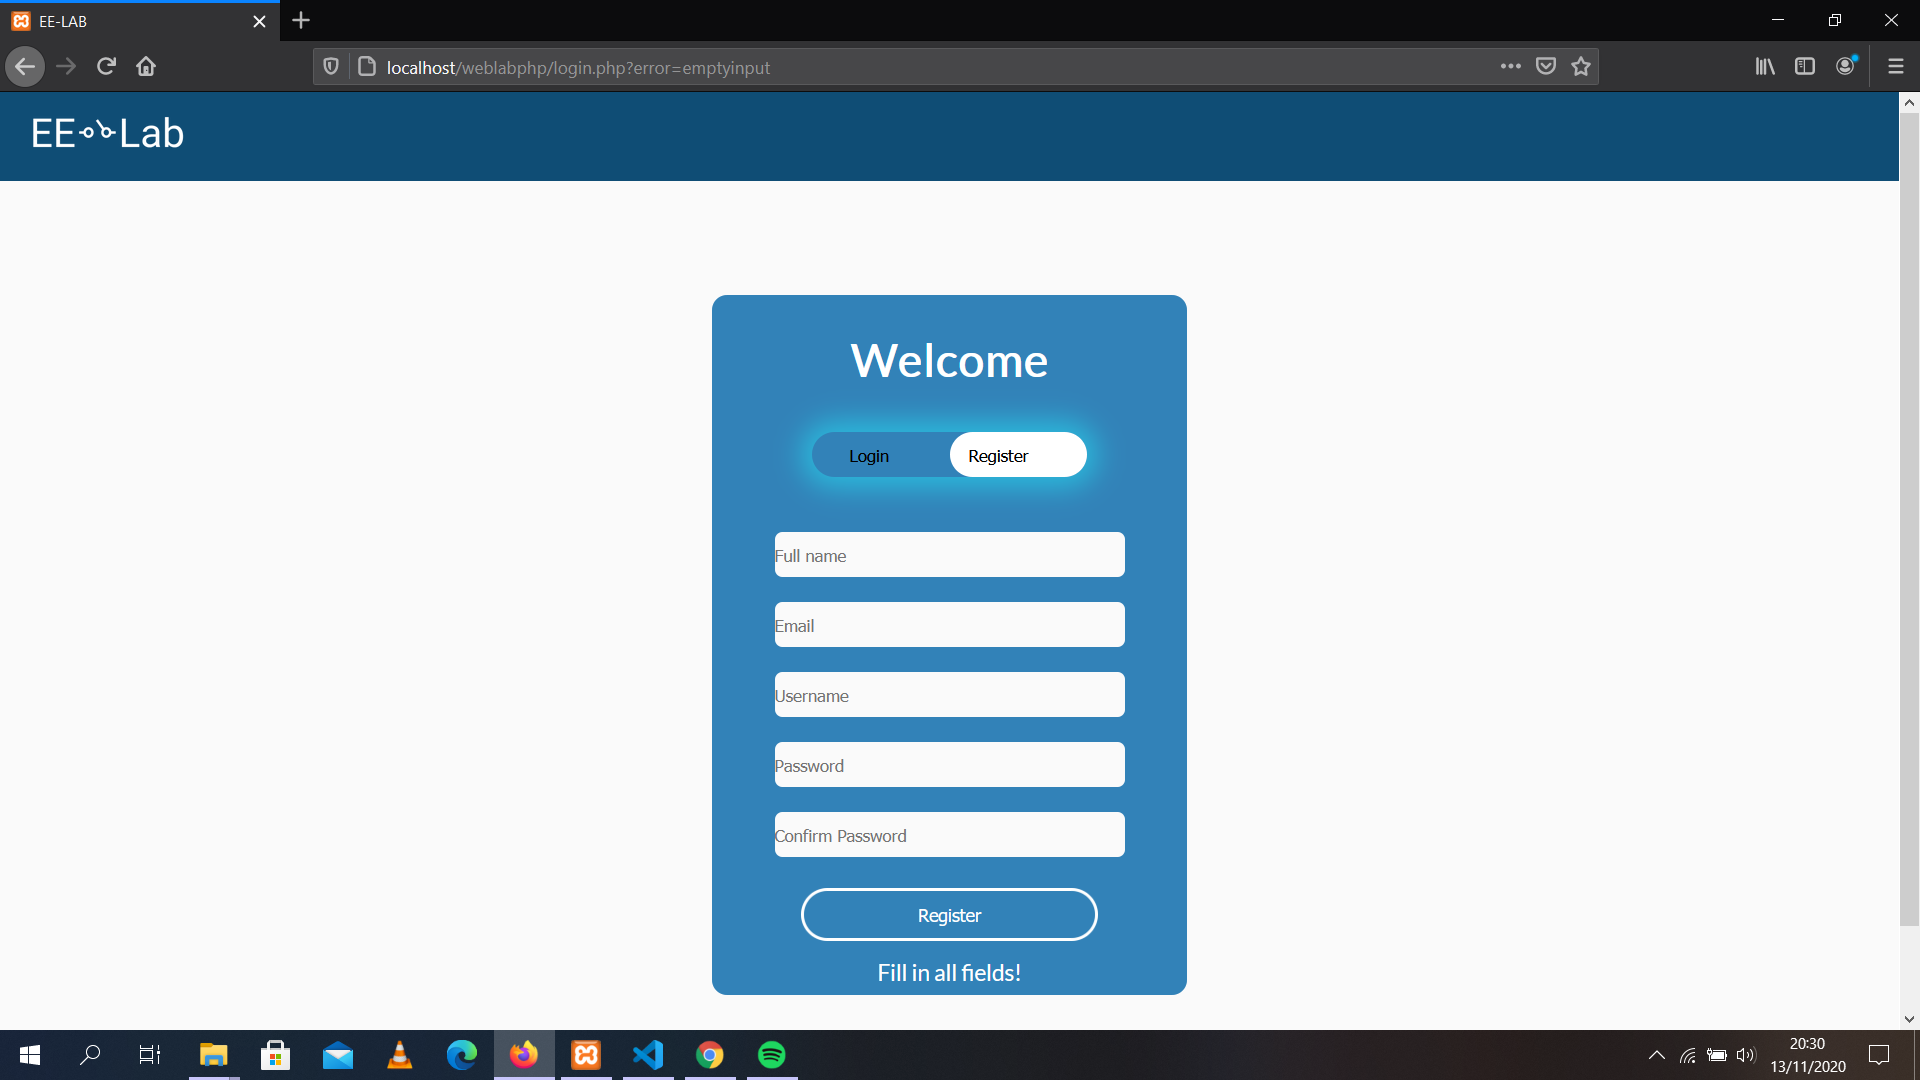 EE-LAB
localhost/weblabphp/login.php?error=emptyinput
EE Lab
Welcome
Login
Register
Full name
Email
Username
Password
Confirm Password
Register
Fill in all fields!
20:30
13/11/2020